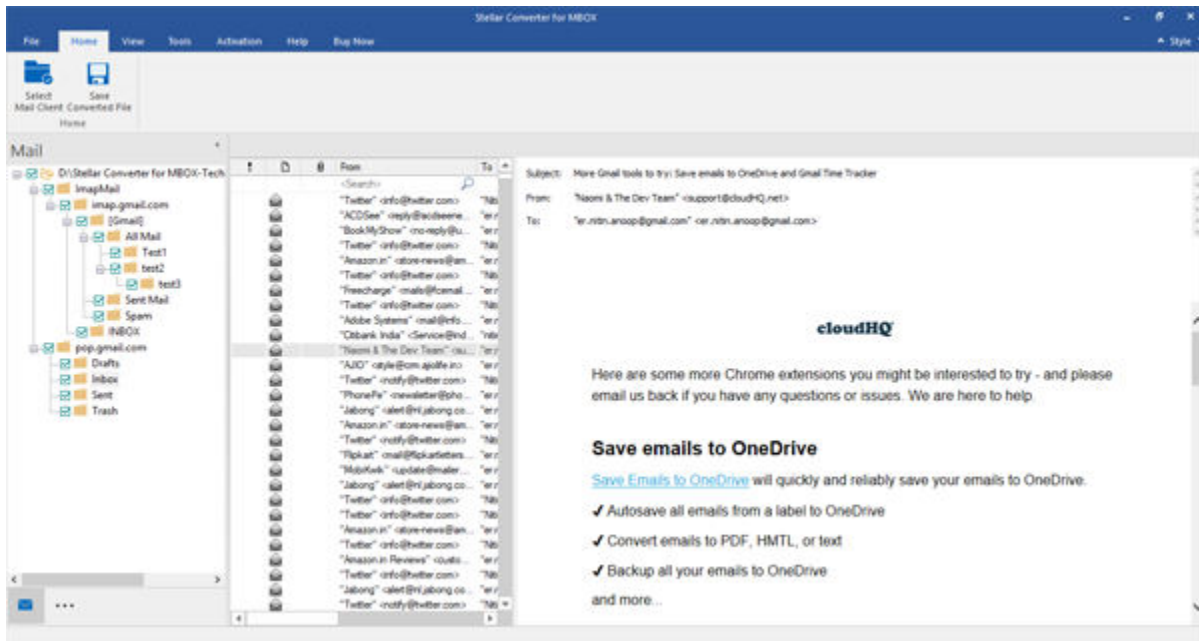 Stellar Converter for MBOX
File Home View Tools Activation Help Buy Now
Style
Select Mail Client
Save Converted File
Home
Mail
D:\Stellar Converter for MBOX-Tech
ImapMail
imap.gmail.com
[Gmail]
All Mail
Test1
test2
test3
Sent Mail
Spam
INBOX
pop.gmail.com
Drafts
Inbox
Sent
Trash
From To
<Search>
"Twitter" <info@twitter.com>
"ACDSee" <reply@acdseene...
"BookMyShow" <no-reply@u...
"Twitter" <info@twitter.com>
"Amazon.in" <store-news@am...
"Twitter" <info@twitter.com>
"Freecharge" <mails@fcemail...
"Twitter" <info@twitter.com>
"Adobe Systems" <mail@info...
"Citibank India" <Service@ind...
"Naomi & The Dev Team" <su...
"AJIO" <style@crm.ajiolife.in>
"Twitter" <notify@twitter.com>
"PhonePe" <newsletter@pho...
"Jabong" <alert@nl.jabong.co...
"Amazon.in" <store-news@am...
"Twitter" <notify@twitter.com>
"Flipkart" <mail@flipkartletters...
"MobiKwik" <update@mailer...
"Jabong" <alert@nl.jabong.co...
"Twitter" <info@twitter.com>
"Twitter" <info@twitter.com>
"Amazon.in" <store-news@am...
"Twitter" <info@twitter.com>
"Amazon.in Reviews" <custo...
"Twitter" <info@twitter.com>
"Jabong" <alert@nl.jabong.co...
"Twitter" <notify@twitter.com>
Subject: More Gmail tools to try: Save emails to OneDrive and Gmail Time Tracker
From: "Naomi & The Dev Team" <support@cloudHQ.net>
To: "er.nitin.anoop@gmail.com" <er.nitin.anoop@gmail.com>
cloudHQ
Here are some more Chrome extensions you might be interested to try - and please
email us back if you have any questions or issues. We are here to help.
Save emails to OneDrive
Save Emails to OneDrive will quickly and reliably save your emails to OneDrive.
✔ Autosave all emails from a label to OneDrive
✔ Convert emails to PDF, HMTL, or text
✔ Backup all your emails to OneDrive
and more...